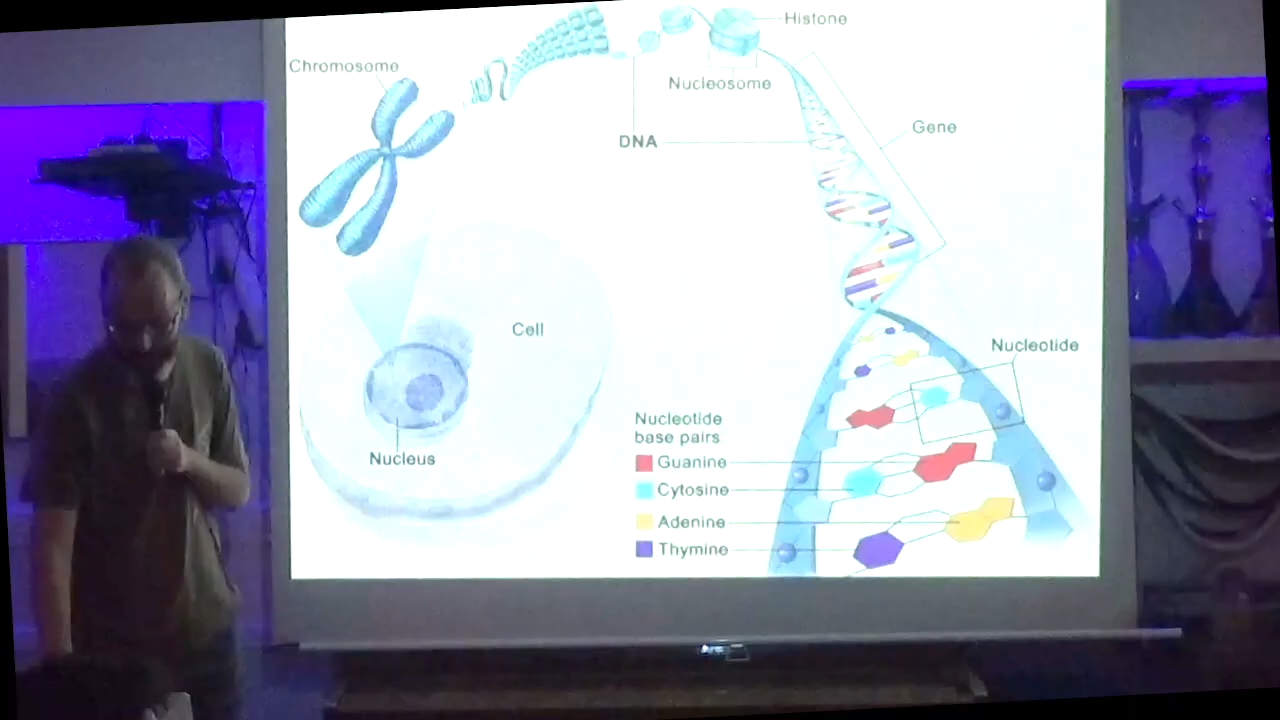 Histone
Chromosome
Nucleosome
Gene
DNA
Cell
Nucleotide
Nucleotide
base pairs
Nucleus
Guanine
Cytosine
Adenine
Thymine